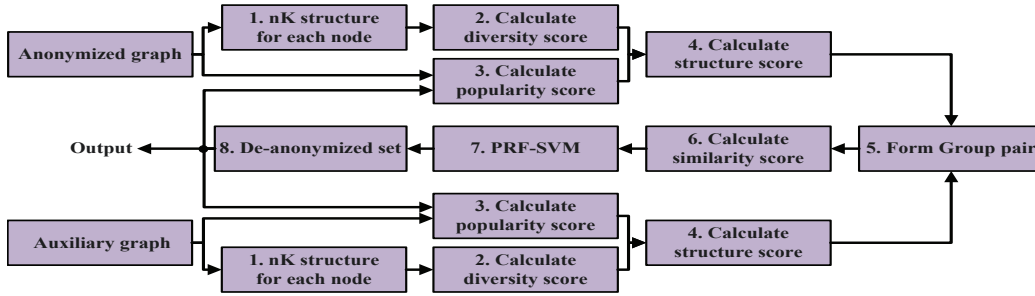 Anonymized graph
1. nK structure
for each node
2. Calculate
diversity score
3. Calculate
popularity score
4. Calculate
structure score
Output
8. De-anonymized set
7. PRF-SVM
6. Calculate
similarity score
5. Form Group pair
Auxiliary graph
3. Calculate
popularity score
1. nK structure
for each node
2. Calculate
diversity score
4. Calculate
structure score